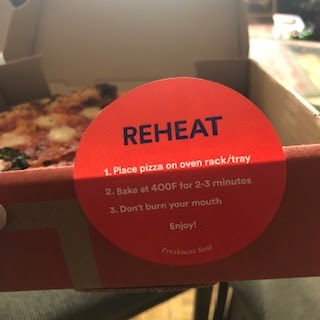 REHEAT
1. Place pizza on oven rack/tray
2. Bake at 400F for 2-3 minutes
3. Don't burn your mouth
Enjoy!
Freshness Seal